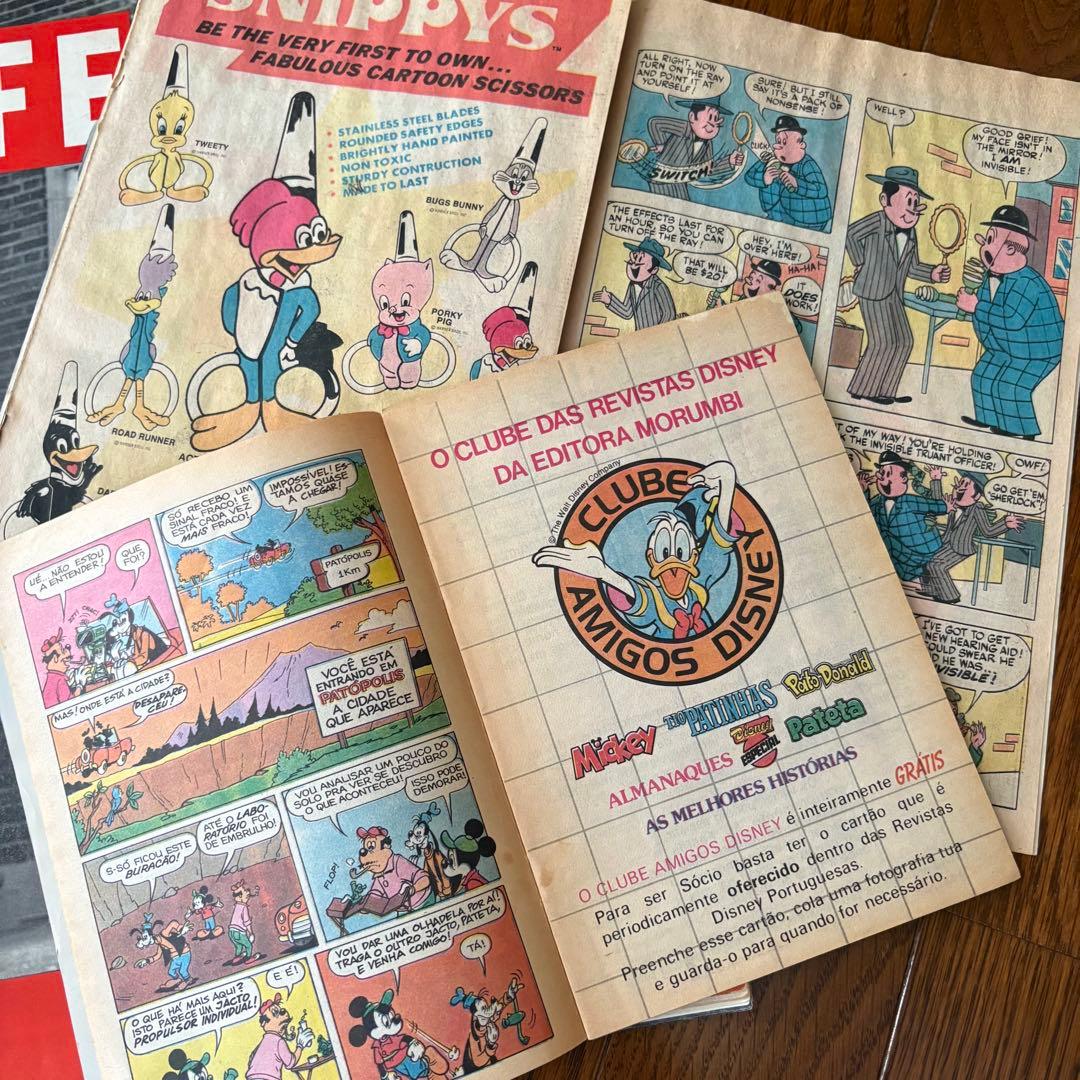 FE
SNIPPYS™
BE THE VERY FIRST TO OWN...
FABULOUS CARTOON SCISSORS
• STAINLESS STEEL BLADES
• ROUNDED SAFETY EDGES
• BRIGHTLY HAND PAINTED
• NON TOXIC
• STURDY CONTRUCTION
• MADE TO LAST
TWEETY
BUGS BUNNY
PORKY
PIG
ROAD RUNNER
ALL RIGHT, NOW
TURN ON THE RAY
AND POINT IT AT
YOURSELF!
SURE! BUT I STILL
SAY IT'S A PACK OF
NONSENSE!
CLICK!
SWITCH!
WELL?
GOOD GRIEF!
MY FACE ISN'T
IN THE MIRROR!
I AM
INVISIBLE!
THE EFFECTS LAST FOR
AN HOUR, SO YOU CAN
TURN OFF THE RAY!
THAT WILL
BE $20!
HEY, I'M
OVER HERE!
HA-HA!
IT
DOES
WORK!
OF MY WAY! YOU'RE HOLDING
THE INVISIBLE TRUANT OFFICER!
OWF!
GO GET 'EM,
'SHERLOCK'!
I'VE GOT TO GET
NEW HEARING AID!
SWEAR HE
HE WAS...
O CLUBE DAS REVISTAS DISNEY
DA EDITORA MORUMBI
© The Walt Disney Company
CLUBE
AMIGOS DISNEY
Mickey
TIO PATINHAS
Pato Donald
Disney
ESPECIAL
Pateta
ALMANAQUES
AS MELHORES HISTÓRIAS
O CLUBE AMIGOS DISNEY é inteiramente GRÁTIS
Para ser Sócio basta ter o cartão que é
periodicamente oferecido dentro das Revistas
Disney Portuguesas.
Preenche esse cartão, cola uma fotografia tua
e guarda-o para quando for necessário.
UÉ... NÃO ESTOU
A ENTENDER!
QUE
FOI?
SÓ RECEBO UM
SINAL FRACO! E
ESTÁ CADA VEZ
MAIS FRACO!
IMPOSSÍVEL! ES-
TAMOS QUASE
A CHEGAR!
PATÓPOLIS
1Km
MAS! ONDE ESTÁ A CIDADE?
DESAPARE-
CEU!
VOCÊ ESTÁ
ENTRANDO EM
PATÓPOLIS
A CIDADE
QUE APARECE
S-SÓ FICOU ESTE
BURACÃO!
ATÉ O LABO-
RATÓRIO FOI
DE EMBRULHO!
VOU ANALISAR UM POUCO DO
SOLO PRA VER SE DESCUBRO
O QUE ACONTECEU!
ISSO PODE
DEMORAR!
FLOP!
O QUE HÁ MAIS AQUI?
ISTO PARECE UM JACTO
PROPULSOR INDIVIDUAL!
E É!
VOU DAR UMA OLHADELA POR AÍ!
TRAGA O OUTRO JACTO, PATETA,
E VENHA COMIGO!
TÁ!